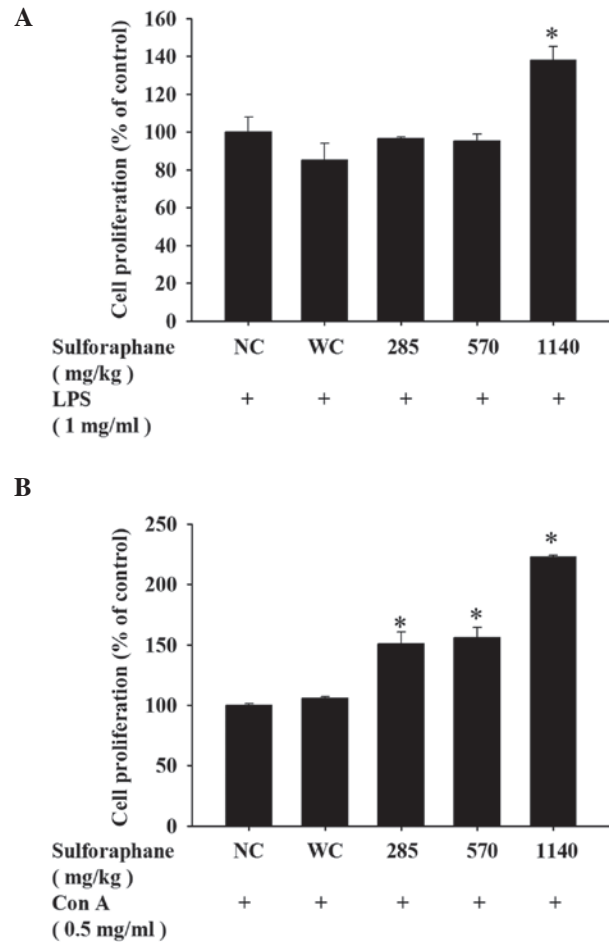 A
Cell proliferation (% of control)
160
140
120
100
80
60
40
20
0
*
Sulforaphane NC WC 285 570 1140
( mg/kg )
LPS + + + + +
( 1 mg/ml )
B
Cell proliferation (% of control)
250
200
150
100
50
0
* * *
Sulforaphane NC WC 285 570 1140
( mg/kg )
Con A + + + + +
( 0.5 mg/ml )